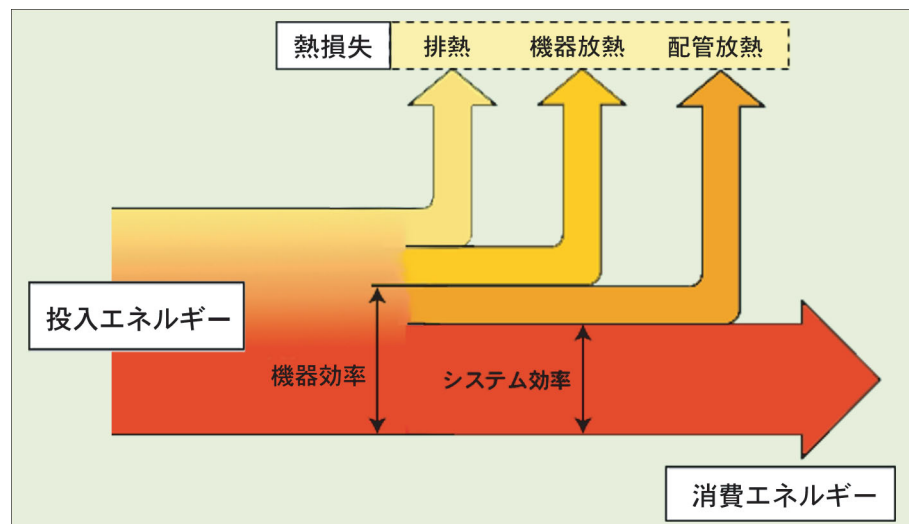 熱損失
排熱
機器放熱
配管放熱
投入エネルギー
機器効率
システム効率
消費エネルギー